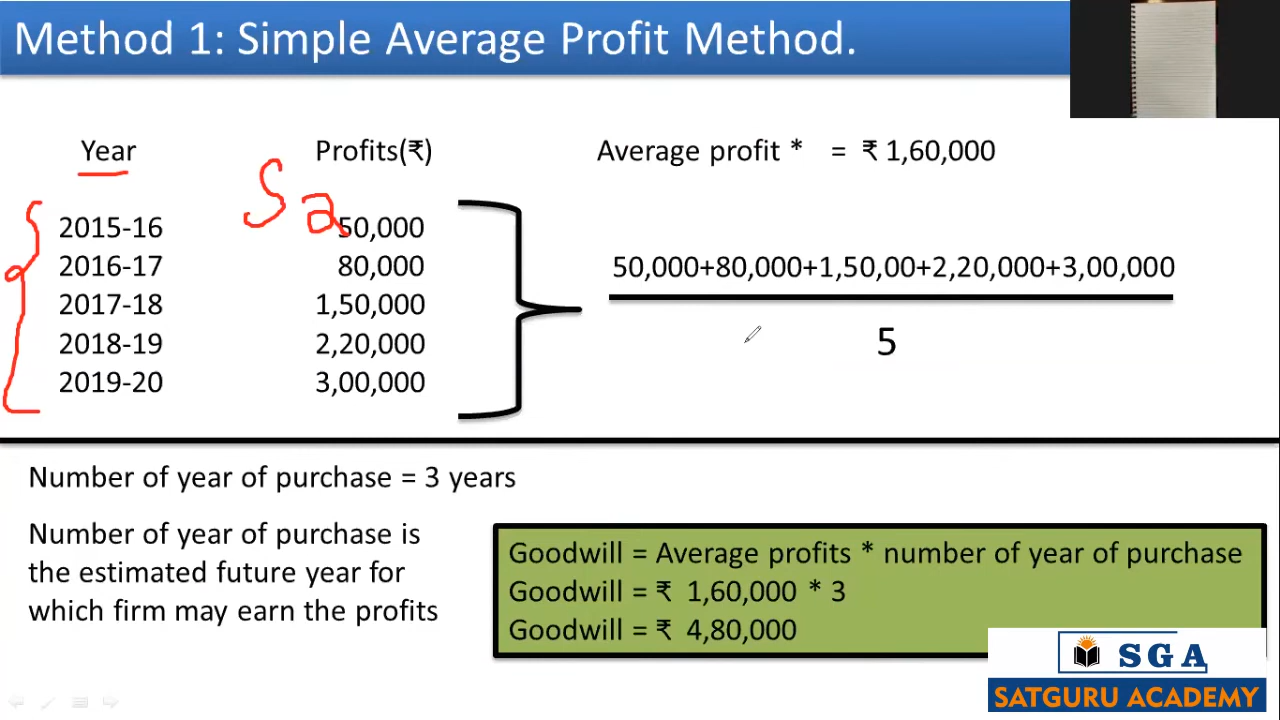 Method 1: Simple Average Profit Method.
Year Profits(₹)
2015-16 50,000
2016-17 80,000
2017-18 1,50,000
2018-19 2,20,000
2019-20 3,00,000
Average profit * = ₹ 1,60,000
50,000+80,000+1,50,00+2,20,000+3,00,000
5
Number of year of purchase = 3 years
Number of year of purchase is
the estimated future year for
which firm may earn the profits
Goodwill = Average profits * number of year of purchase
Goodwill = ₹ 1,60,000 * 3
Goodwill = ₹ 4,80,000
SGA
SATGURU ACADEMY